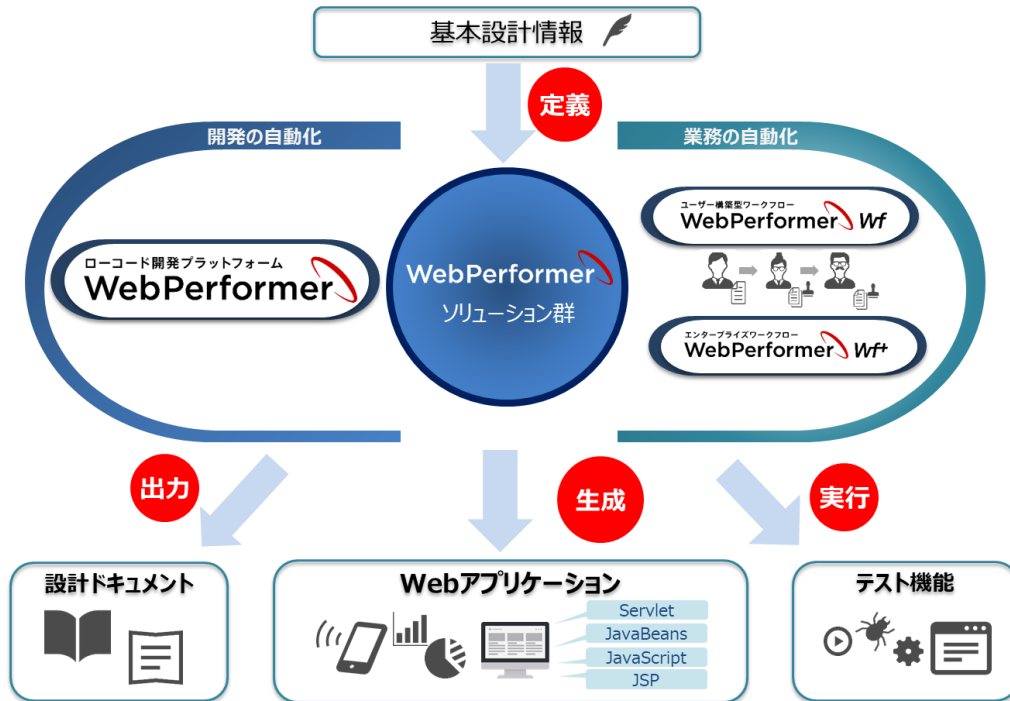 基本設計情報
定義
開発の自動化
業務の自動化
ローコード開発プラットフォーム
WebPerformer
WebPerformer
ソリューション群
ユーザー構築型ワークフロー
WebPerformer Wf
エンタープライズワークフロー
WebPerformer Wf+
出力
生成
実行
設計ドキュメント
Webアプリケーション
Servlet
JavaBeans
JavaScript
JSP
テスト機能